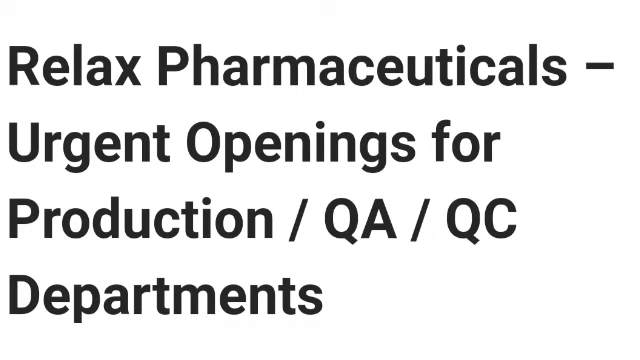 Relax Pharmaceuticals –
Urgent Openings for
Production / QA / QC
Departments